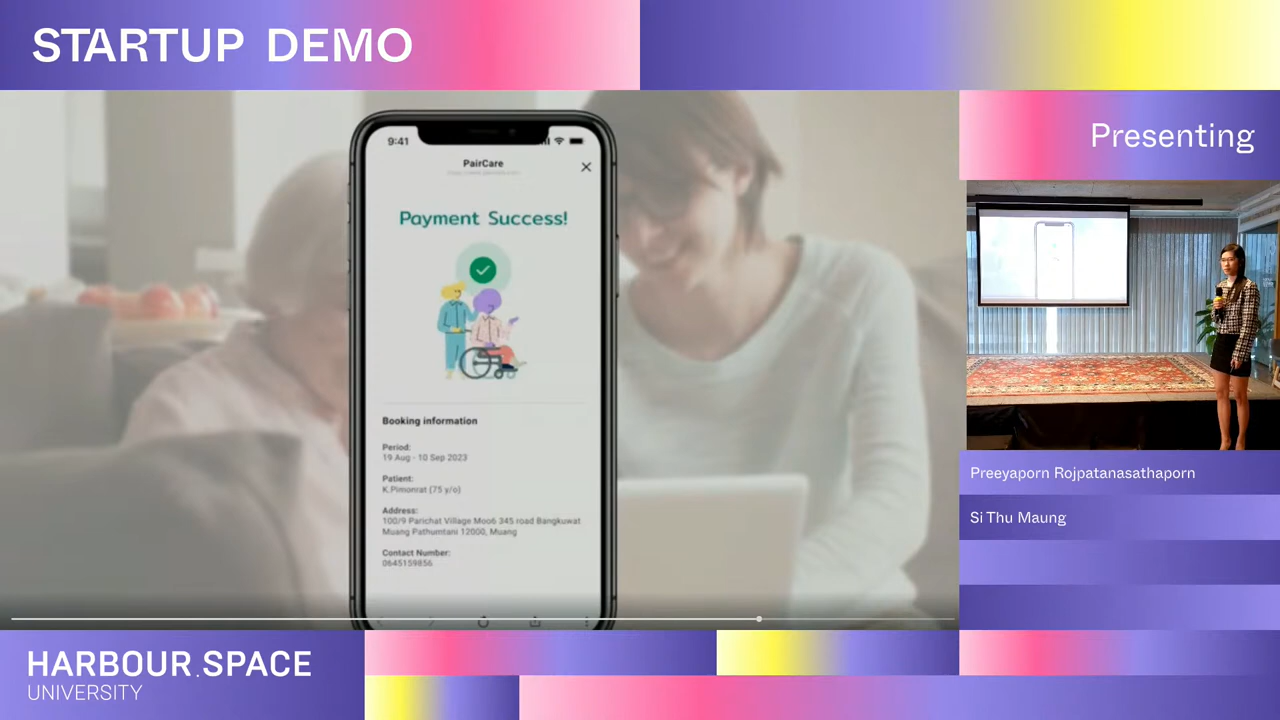 STARTUP DEMO
Presenting
9:41
PairCare
Payment Success!
Booking information
Period:
19 Aug - 10 Sep 2023
Patient:
K.Pimonrat (75 y/o)
Address:
100/9 Parichat Village Moo6 345 road Bangkuwat
Muang Pathumtani 12000, Muang
Contact Number:
0645159856
Preeyaporn Rojpatanasathaporn
Si Thu Maung
HARBOUR.SPACE
UNIVERSITY